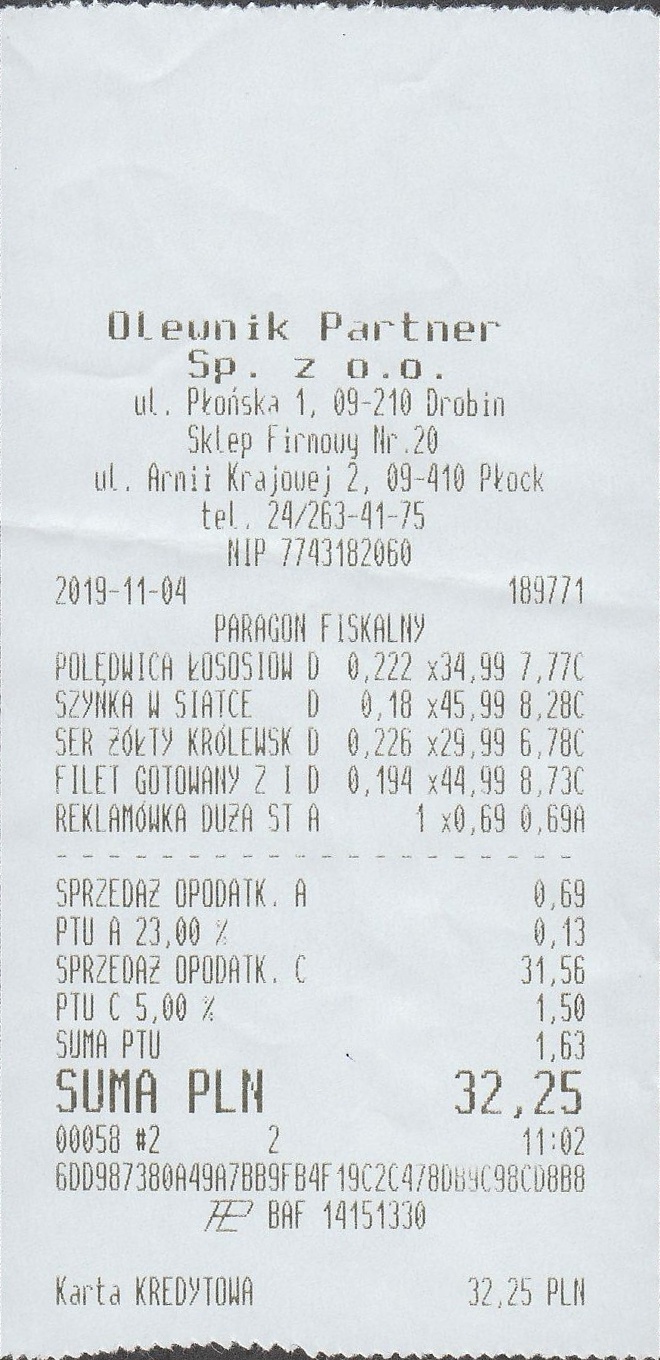 Olewnik Partner
Sp. z o.o.
ul. Płońska 1, 09-210 Drobin
Sklep Firmowy Nr.20
ul. Armii Krajowej 2, 09-410 Płock
tel. 24/263-41-75
NIP 7743182060
2019-11-04 189771
PARAGON FISKALNY
POLĘDWICA ŁOSOSIOW D 0,222 x34,99 7,77C
SZYNKA W SIATCE D 0,18 x45,99 8,28C
SER ŻÓŁTY KRÓLEWSK D 0,226 x29,99 6,78C
FILET GOTOWANY Z I D 0,194 x44,99 8,73C
REKLAMÓWKA DUŻA ST A 1 x0,69 0,69A
SPRZEDAŻ OPODATK. A 0,69
PTU A 23,00 % 0,13
SPRZEDAŻ OPODATK. C 31,56
PTU C 5,00 % 1,50
SUMA PTU 1,63
SUMA PLN 32,25
00058 #2 2 11:02
6DD987380A49A7BB9FB4F19C2C478DB9C98CD8B8
BAF 14151330
Karta KREDYTOWA 32,25 PLN